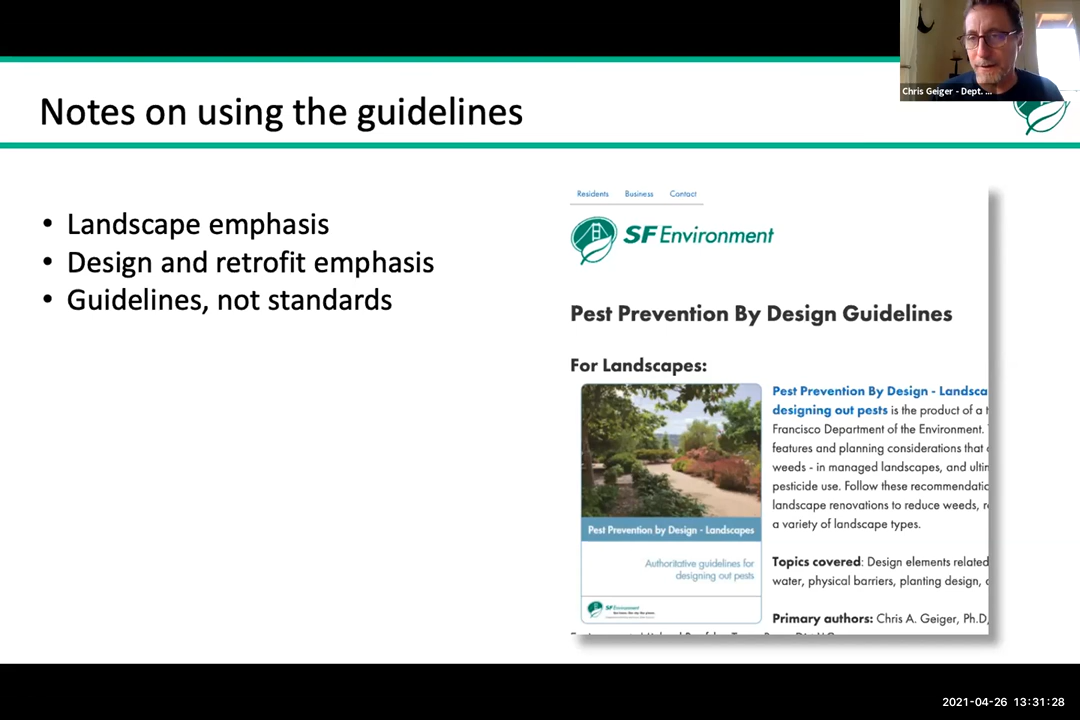 Chris Geiger - Dept. ...
Notes on using the guidelines
• Landscape emphasis
• Design and retrofit emphasis
• Guidelines, not standards
Residents Business Contact
SF Environment
Pest Prevention By Design Guidelines
For Landscapes:
Pest Prevention By Design - Landsca
designing out pests is the product of a
Francisco Department of the Environment.
features and planning considerations that
weeds - in managed landscapes, and ultin
pesticide use. Follow these recommendatio
landscape renovations to reduce weeds, r
a variety of landscape types.
Topics covered: Design elements related
water, physical barriers, planting design,
Primary authors: Chris A. Geiger, Ph.D,
Pest Prevention by Design - Landscapes
Authoritative guidelines for
designing out pests
SF Environment
2021-04-26 13:31:28